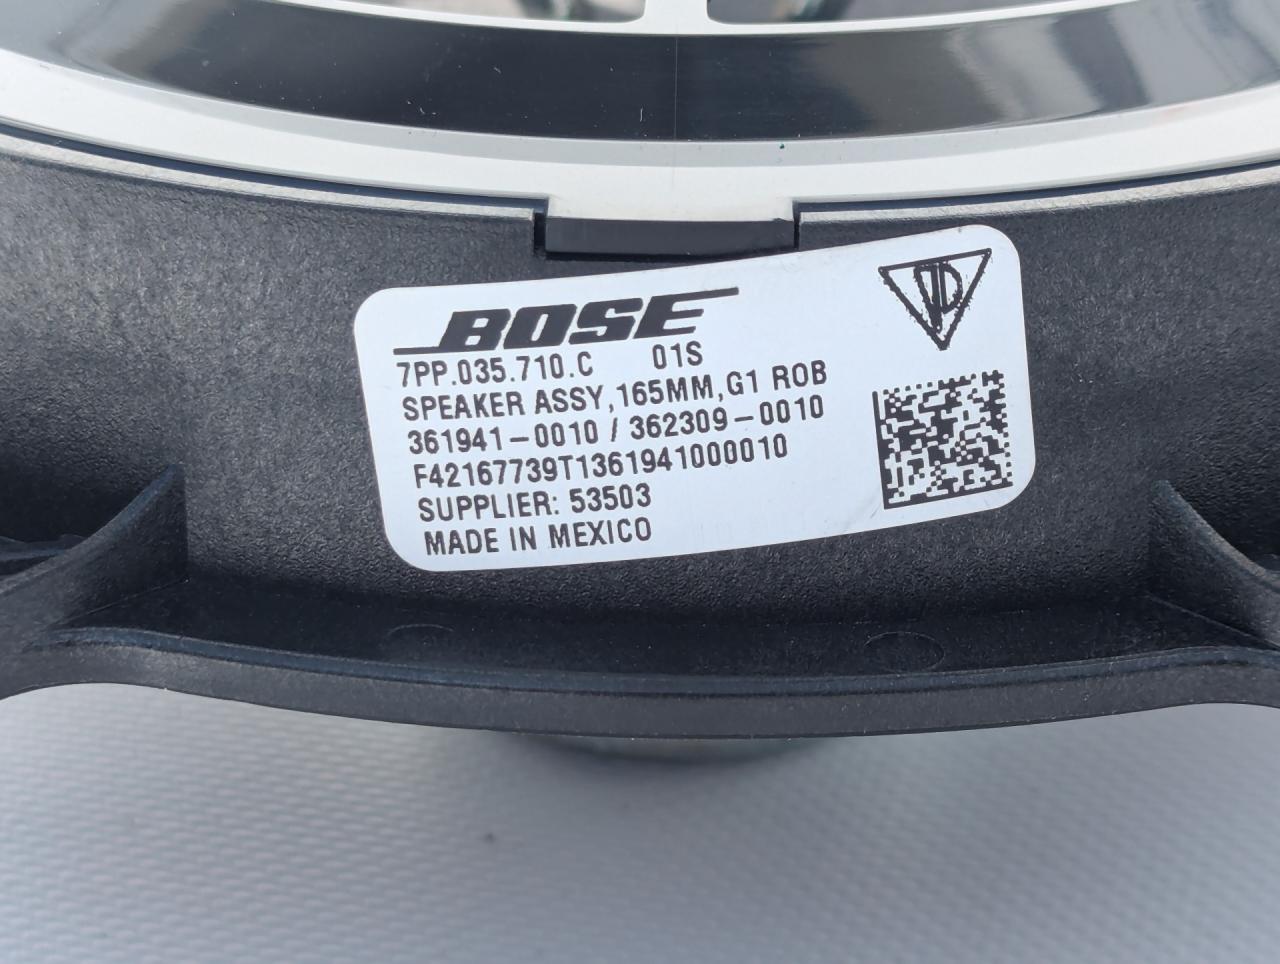 BOSE
7PP.035.710.C 01S
SPEAKER ASSY,165MM,G1 ROB
361941-0010 / 362309-0010
F42167739T1361941000010
SUPPLIER: 53503
MADE IN MEXICO